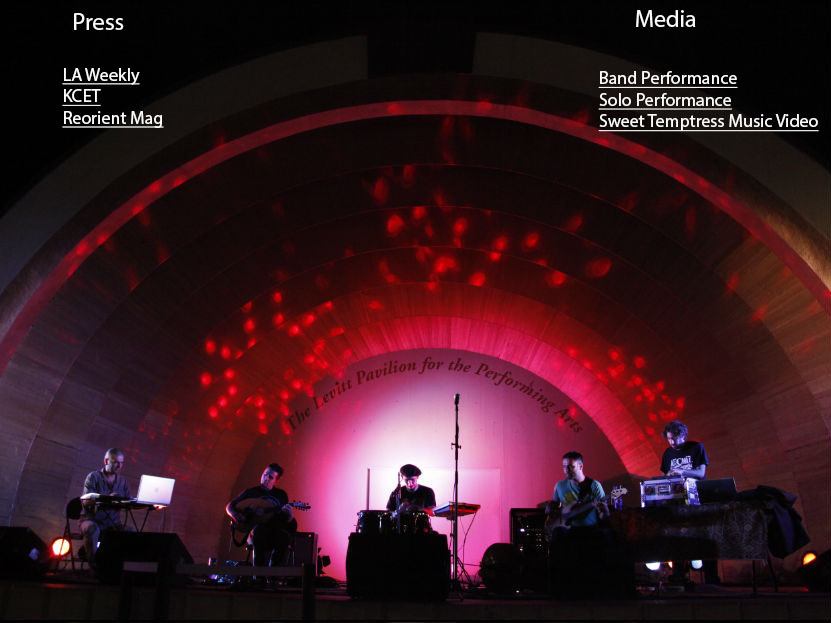 Press
LA Weekly
KCET
Reorient Mag
Media
Band Performance
Solo Performance
Sweet Temptress Music Video
The Levitt Pavilion for the Performing Arts